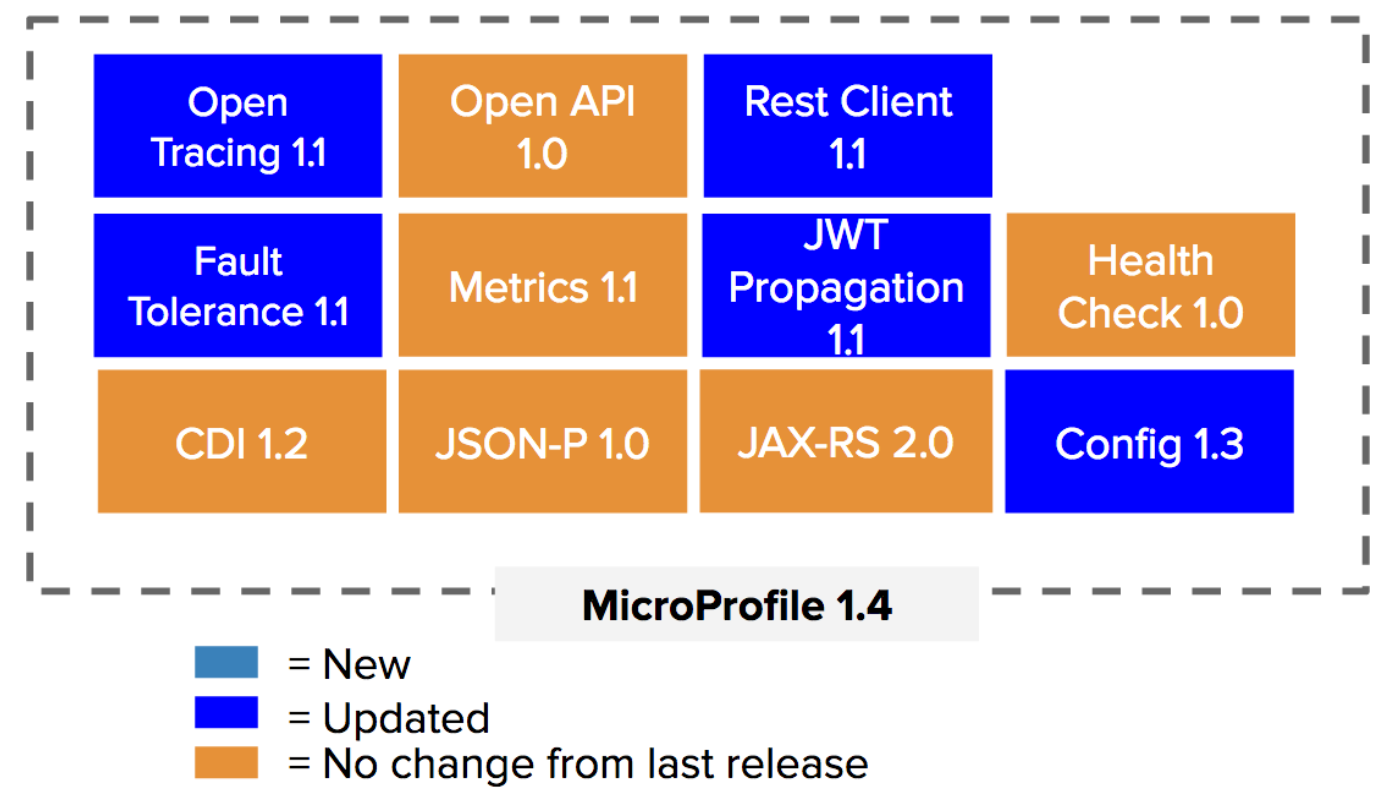 Open
Tracing 1.1
Open API
1.0
Rest Client
1.1
Fault
Tolerance 1.1
Metrics 1.1
JWT
Propagation
1.1
Health
Check 1.0
CDI 1.2
JSON-P 1.0
JAX-RS 2.0
Config 1.3
MicroProfile 1.4
= New
= Updated
= No change from last release